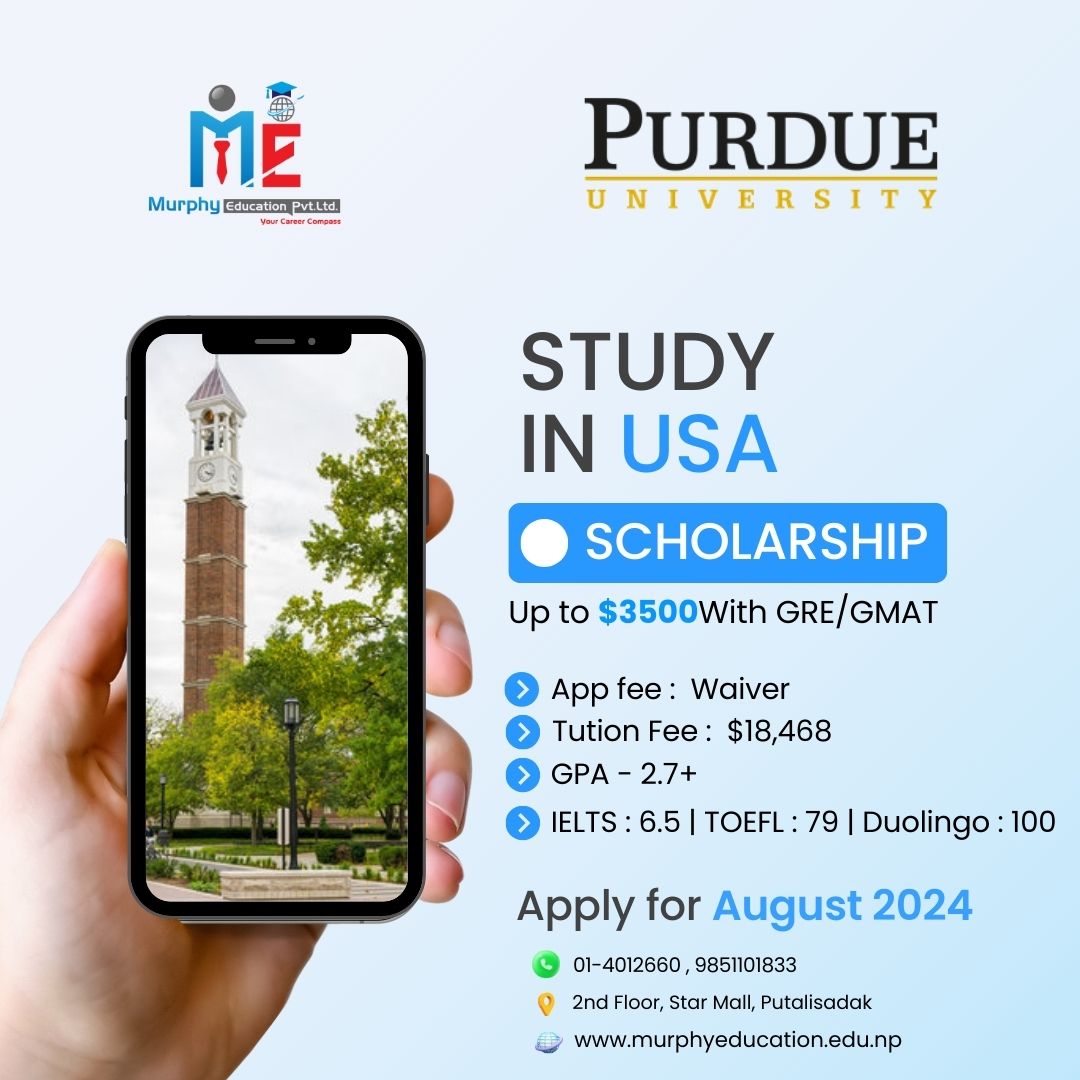 ME
Murphy Education Pvt.Ltd.
Your Career Compass
PURDUE
UNIVERSITY
STUDY
IN USA
SCHOLARSHIP
Up to $3500With GRE/GMAT
App fee : Waiver
Tution Fee : $18,468
GPA - 2.7+
IELTS : 6.5 | TOEFL : 79 | Duolingo : 100
Apply for August 2024
01-4012660 , 9851101833
2nd Floor, Star Mall, Putalisadak
www.murphyeducation.edu.np